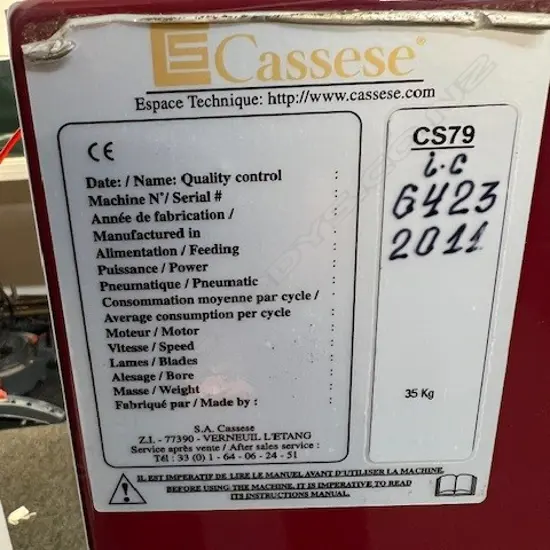 Cassese®
Espace Technique: http://www.cassese.com
CE
Date: / Name: Quality control :
Machine N°/ Serial # :
Année de fabrication /
Manufactured in :
Alimentation / Feeding :
Puissance / Power :
Pneumatique / Pneumatic :
Consommation moyenne par cycle /
Average consumption per cycle :
Moteur / Motor :
Vitesse / Speed :
Lames / Blades :
Alesage / Bore :
Masse / Weight :
Fabriqué par / Made by :
S.A. Cassese
Z.I. - 77390 - VERNEUIL L'ETANG
Service après vente / After sales service :
Tél : 33 (0) 1 - 64 - 06 - 24 - 51
CS79
i.c
6423
2011
35 Kg
IL EST IMPERATIF DE LIRE LE MANUEL AVANT D'UTILISER LA MACHINE.
BEFORE USING THE MACHINE, IT IS IMPERATIVE TO READ
ITS INSTRUCTIONS MANUAL.